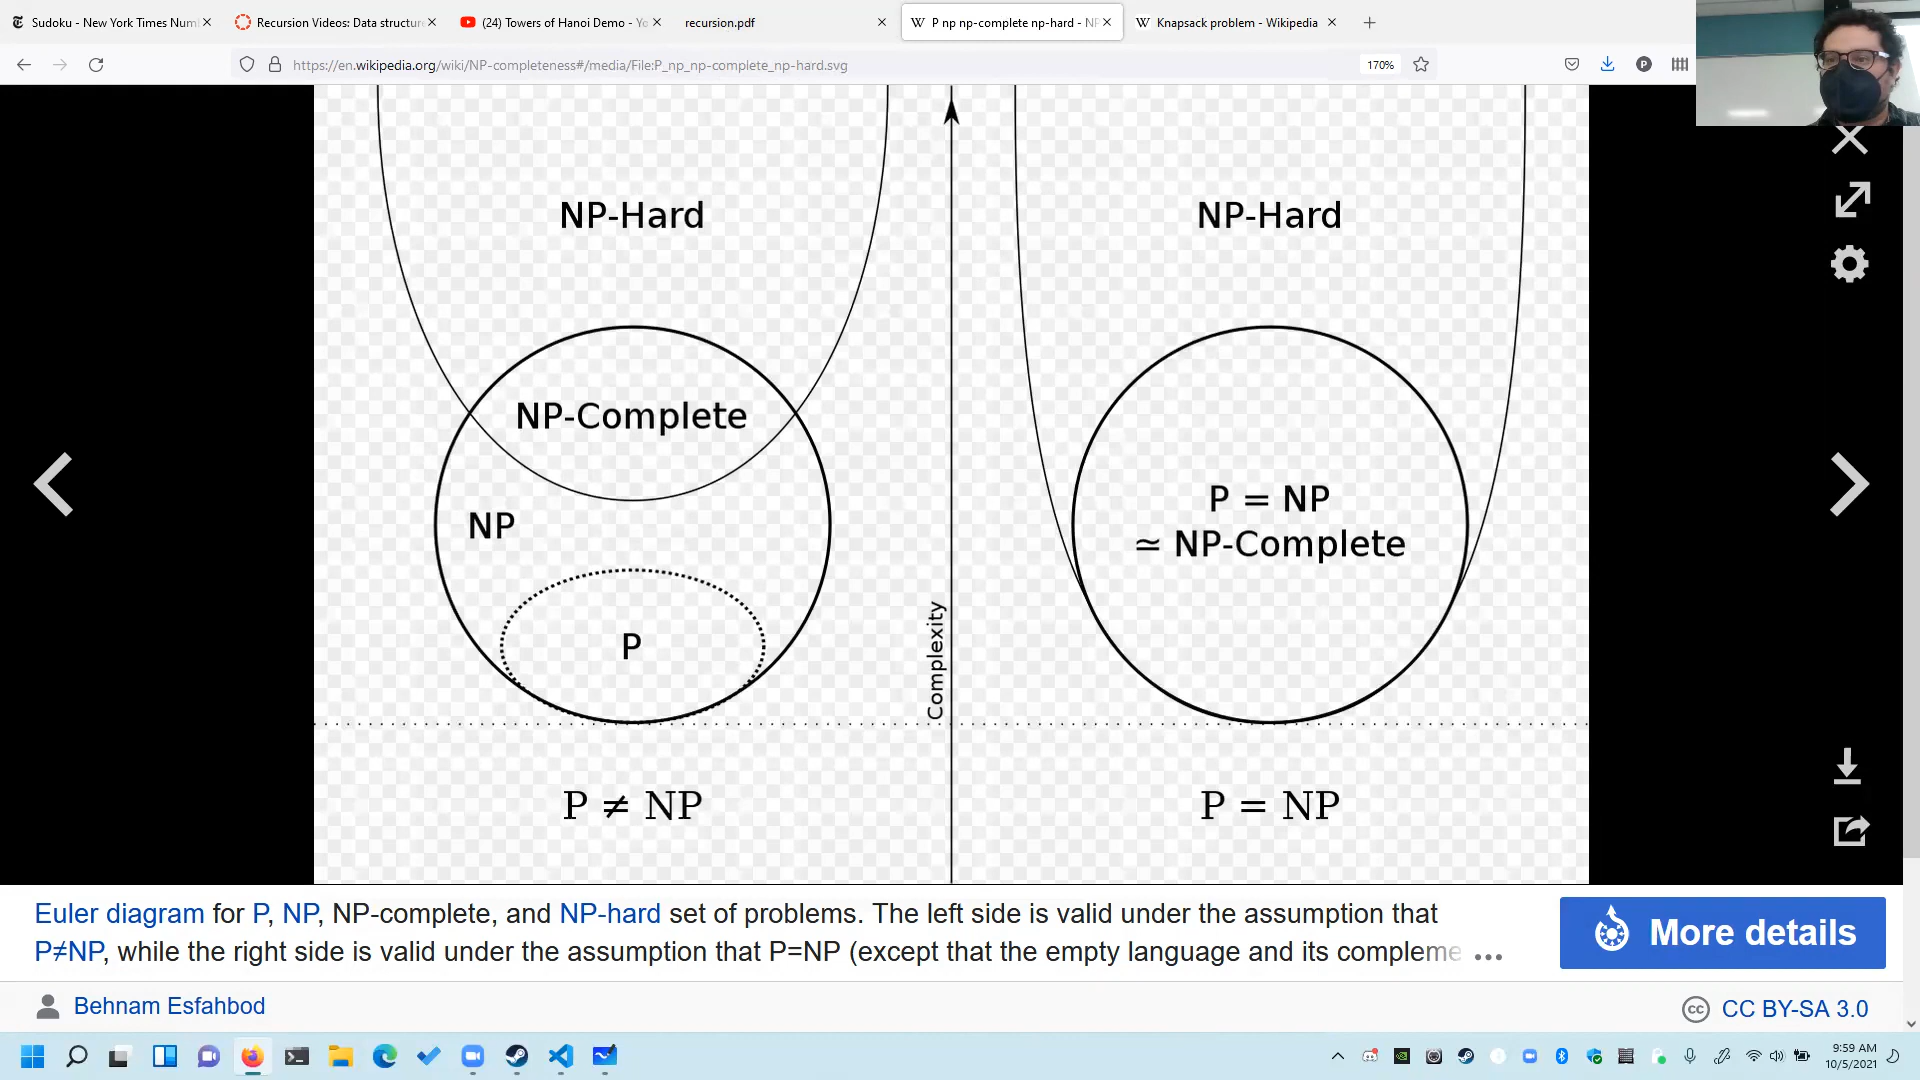 Sudoku - New York Times Num
Recursion Videos: Data structure
(24) Towers of Hanoi Demo - Yo
recursion.pdf
P np np-complete np-hard - NP
Knapsack problem - Wikipedia
https://en.wikipedia.org/wiki/NP-completeness#/media/File:P_np_np-complete_np-hard.svg
170%
NP-Hard
NP-Hard
NP-Complete
NP
P
P = NP
≃ NP-Complete
Complexity
P ≠ NP
P = NP
Euler diagram for P, NP, NP-complete, and NP-hard set of problems. The left side is valid under the assumption that
P≠NP, while the right side is valid under the assumption that P=NP (except that the empty language and its compleme ...
More details
Behnam Esfahbod
CC BY-SA 3.0
9:59 AM
10/5/2021